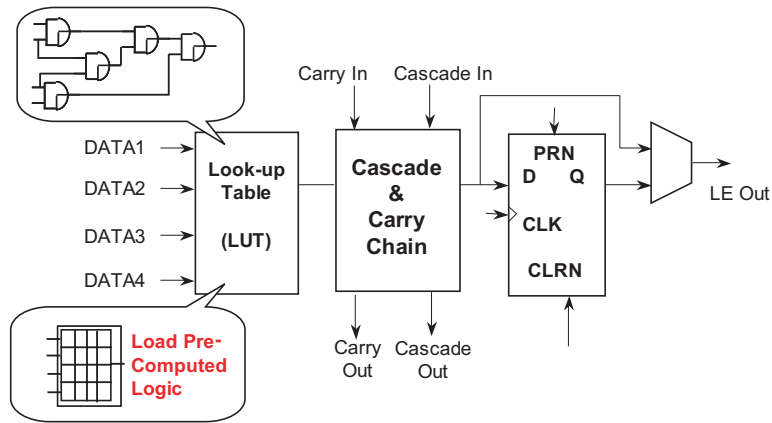 Carry In
Cascade In
DATA1
DATA2
DATA3
DATA4
Look-up
Table
(LUT)
Cascade
&
Carry
Chain
PRN
D Q
CLK
CLRN
LE Out
Load Pre-
Computed
Logic
Carry
Out
Cascade
Out